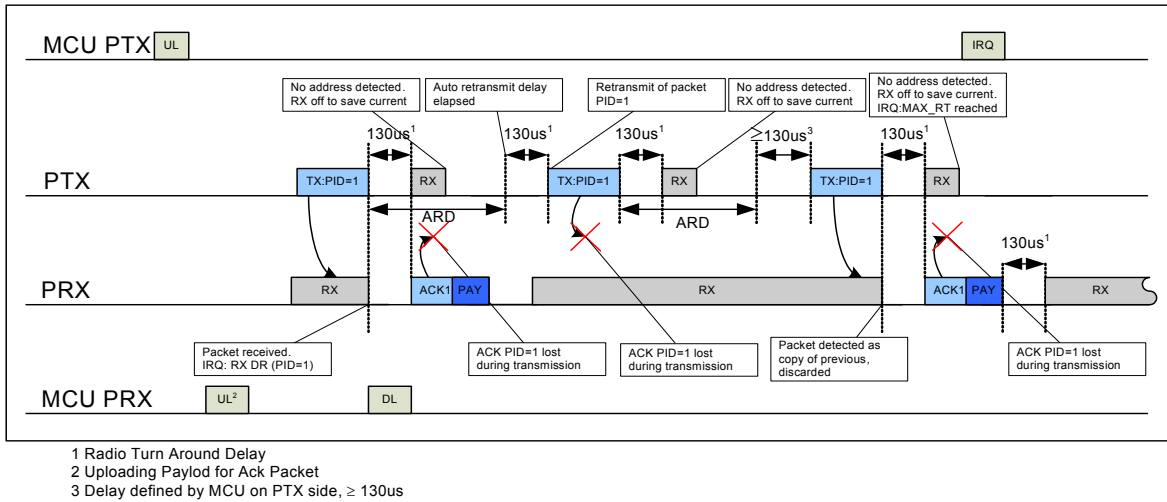 MCU PTX
UL
IRQ
No address detected.
RX off to save current
Auto retransmit delay
elapsed
Retransmit of packet
PID=1
No address detected.
RX off to save current
No address detected.
RX off to save current.
IRQ:MAX_RT reached
130us¹
130us¹
130us¹
≥130us³
130us¹
PTX
TX:PID=1
RX
TX:PID=1
RX
TX:PID=1
RX
ARD
ARD
130us¹
PRX
RX
ACK1
PAY
RX
ACK1
PAY
RX
Packet received.
IRQ: RX DR (PID=1)
ACK PID=1 lost
during transmission
ACK PID=1 lost
during transmission
Packet detected as
copy of previous,
discarded
ACK PID=1 lost
during transmission
MCU PRX
UL²
DL
1 Radio Turn Around Delay
2 Uploading Paylod for Ack Packet
3 Delay defined by MCU on PTX side, ≥ 130us